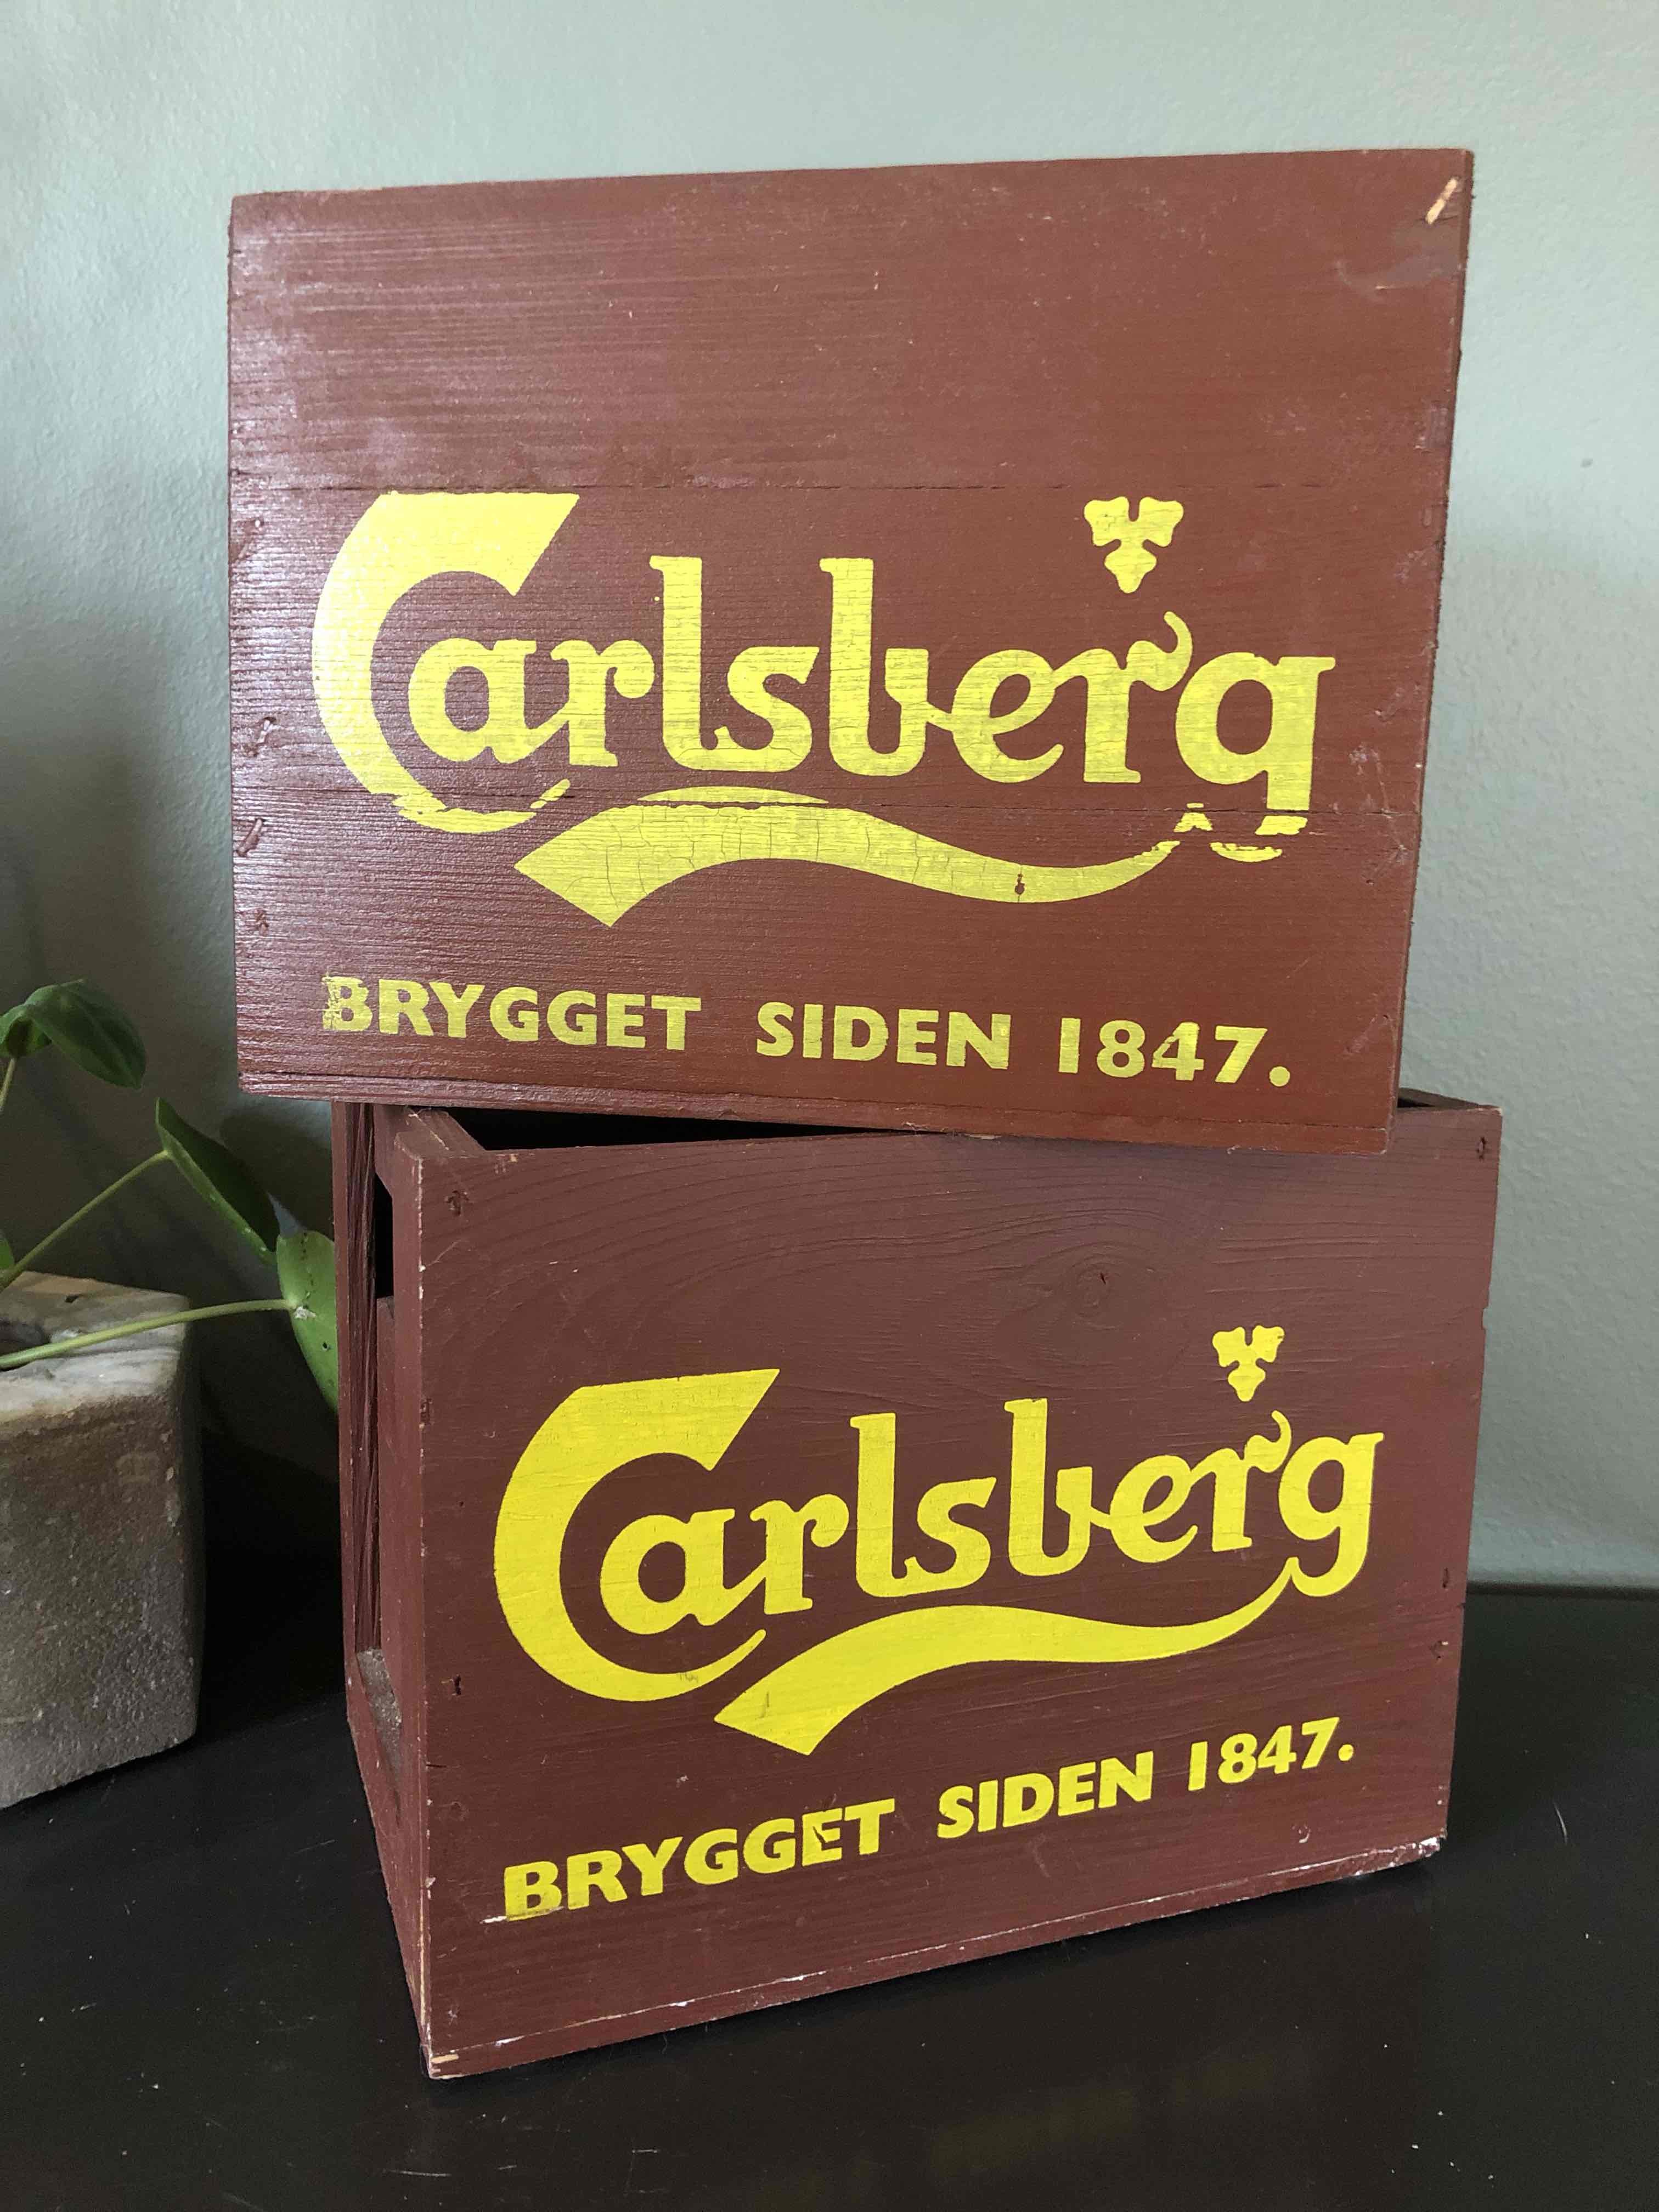 Carlsberg
BRYGGET SIDEN 1847.
Carlsberg
BRYGGET SIDEN 1847.